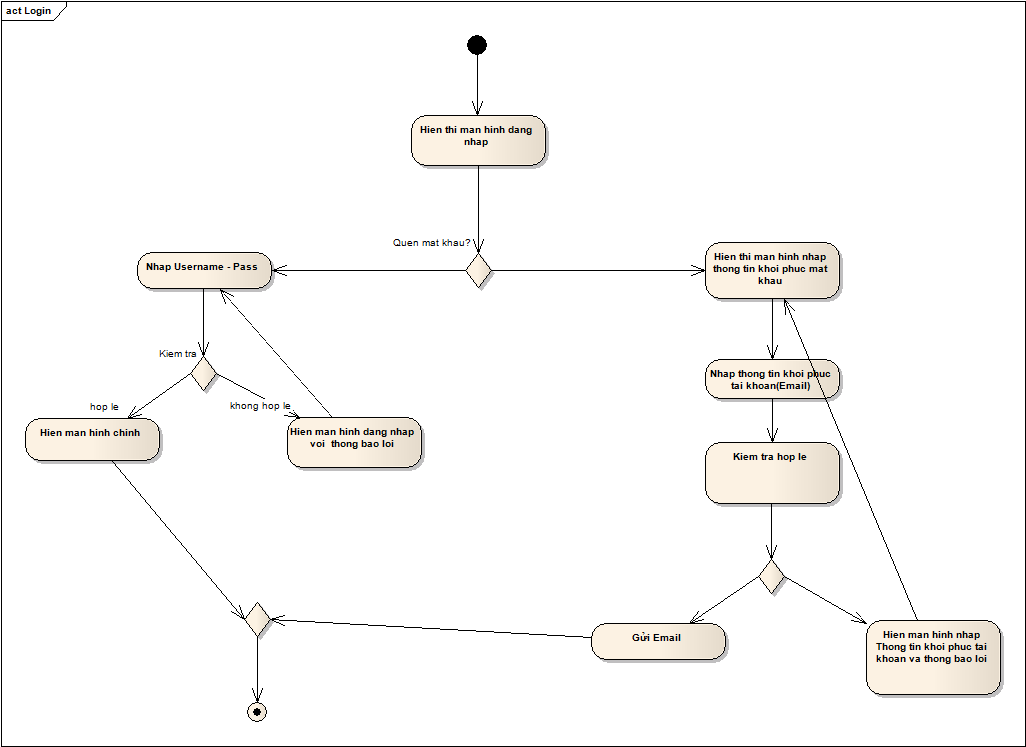 act Login
Hien thi man hinh dang
nhap
Quen mat khau?
Nhap Username - Pass
Hien thi man hinh nhap
thong tin khoi phuc mat
khau
Kiem tra
Nhap thong tin khoi phuc
tai khoan(Email)
hop le
khong hop le
Hien man hinh chinh
Hien man hinh dang nhap
voi thong bao loi
Kiem tra hop le
Gửi Email
Hien man hinh nhap
Thong tin khoi phuc tai
khoan va thong bao loi